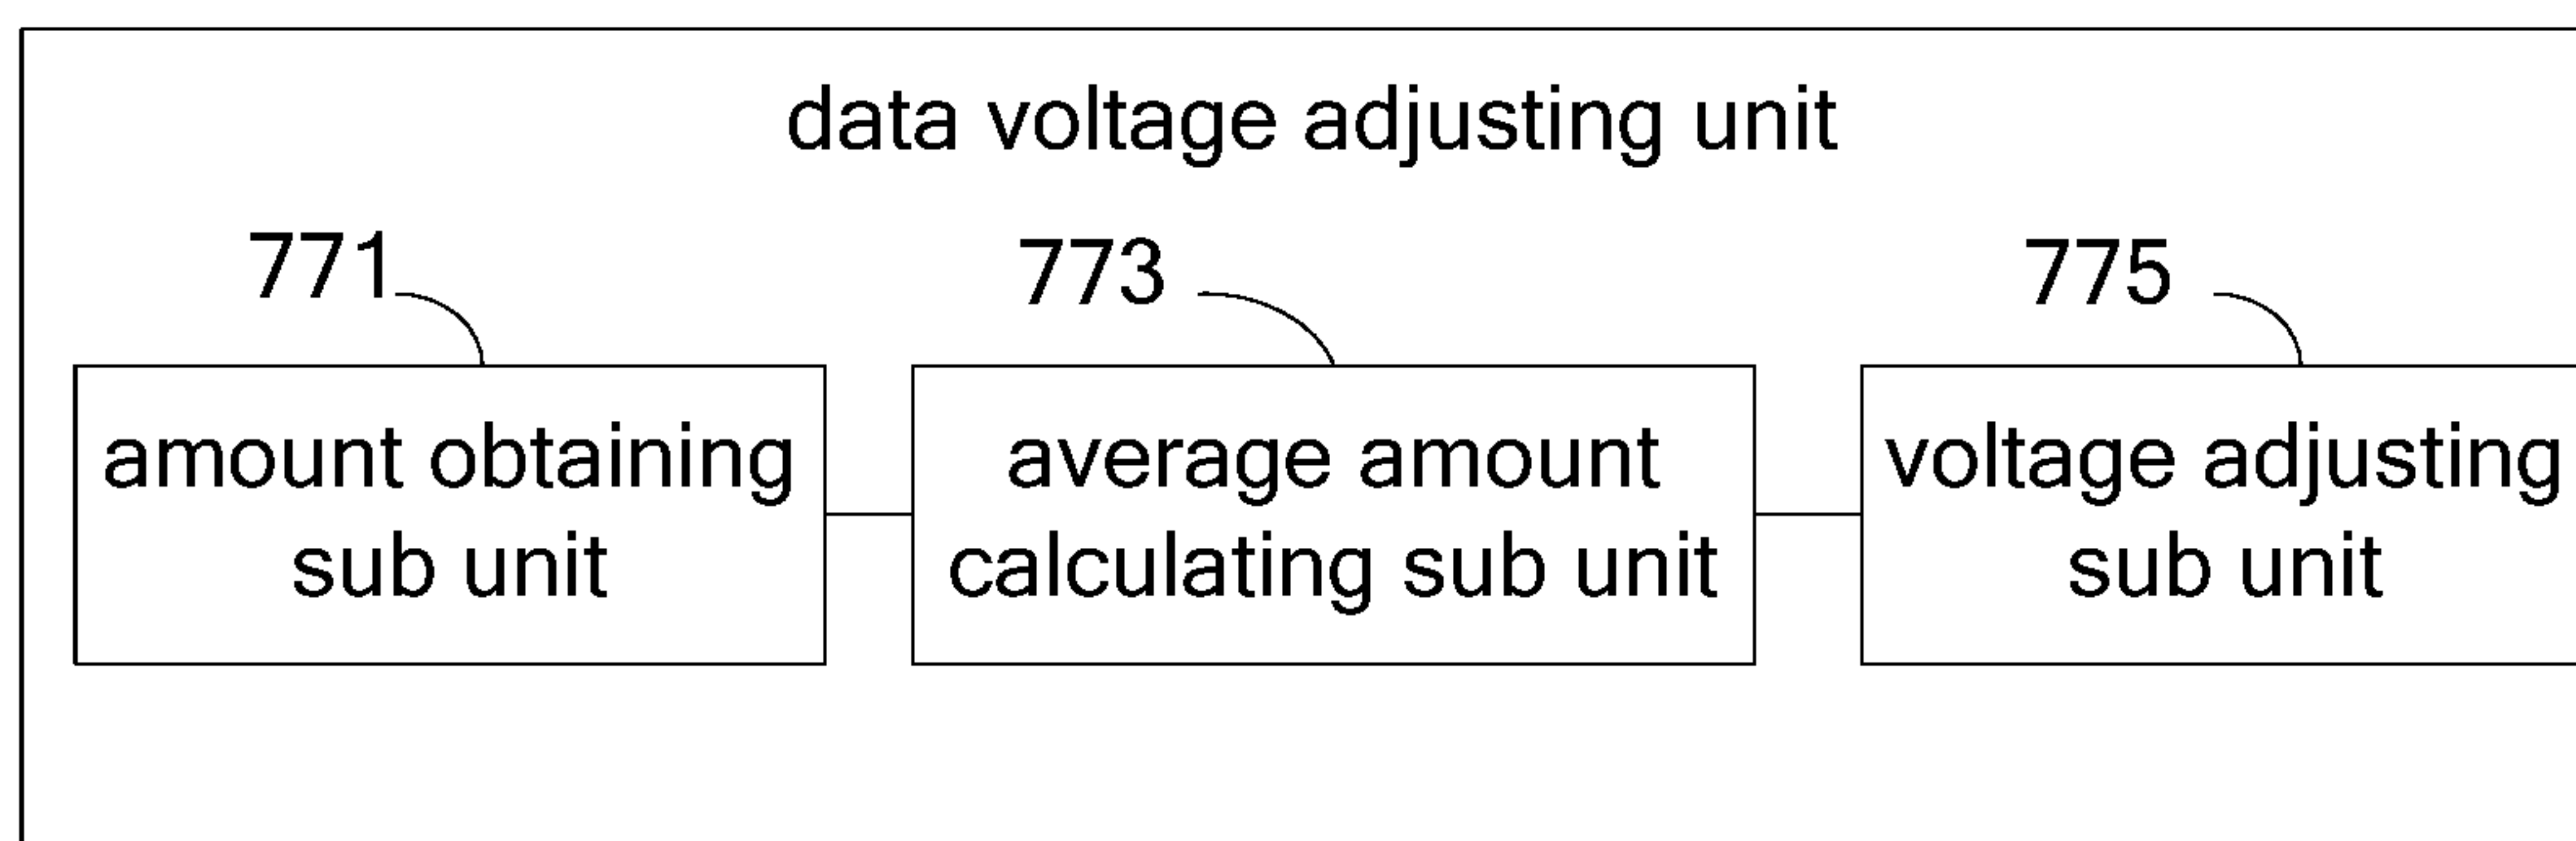 data voltage adjusting unit
771
773
775
amount obtaining
sub unit
average amount
calculating sub unit
voltage adjusting
sub unit